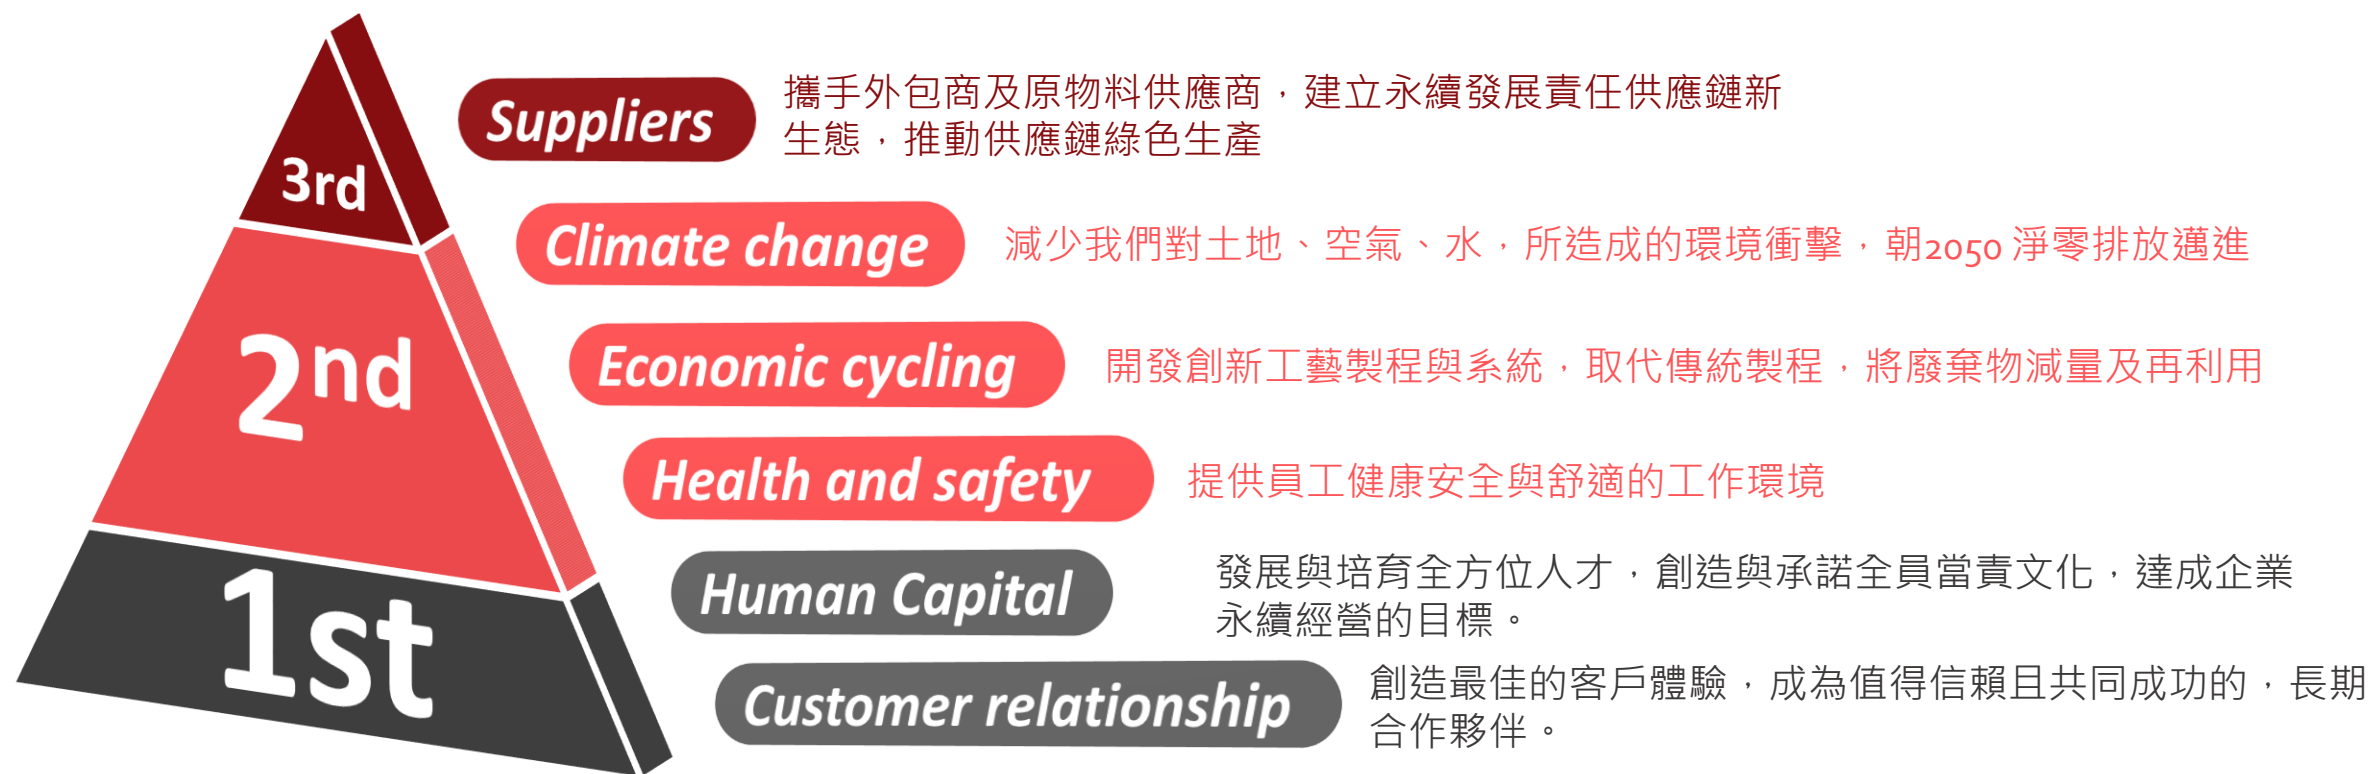 3rd
Suppliers
攜手外包商及原物料供應商，建立永續發展責任供應鏈新
生態，推動供應鏈綠色生產
2nd
Climate change
減少我們對土地、空氣、水，所造成的環境衝擊，朝2050 淨零排放邁進
Economic cycling
開發創新工藝製程與系統，取代傳統製程，將廢棄物減量及再利用
Health and safety
提供員工健康安全與舒適的工作環境
1st
Human Capital
發展與培育全方位人才，創造與承諾全員當責文化，達成企業
永續經營的目標。
Customer relationship
創造最佳的客戶體驗，成為值得信賴且共同成功的，長期
合作夥伴。